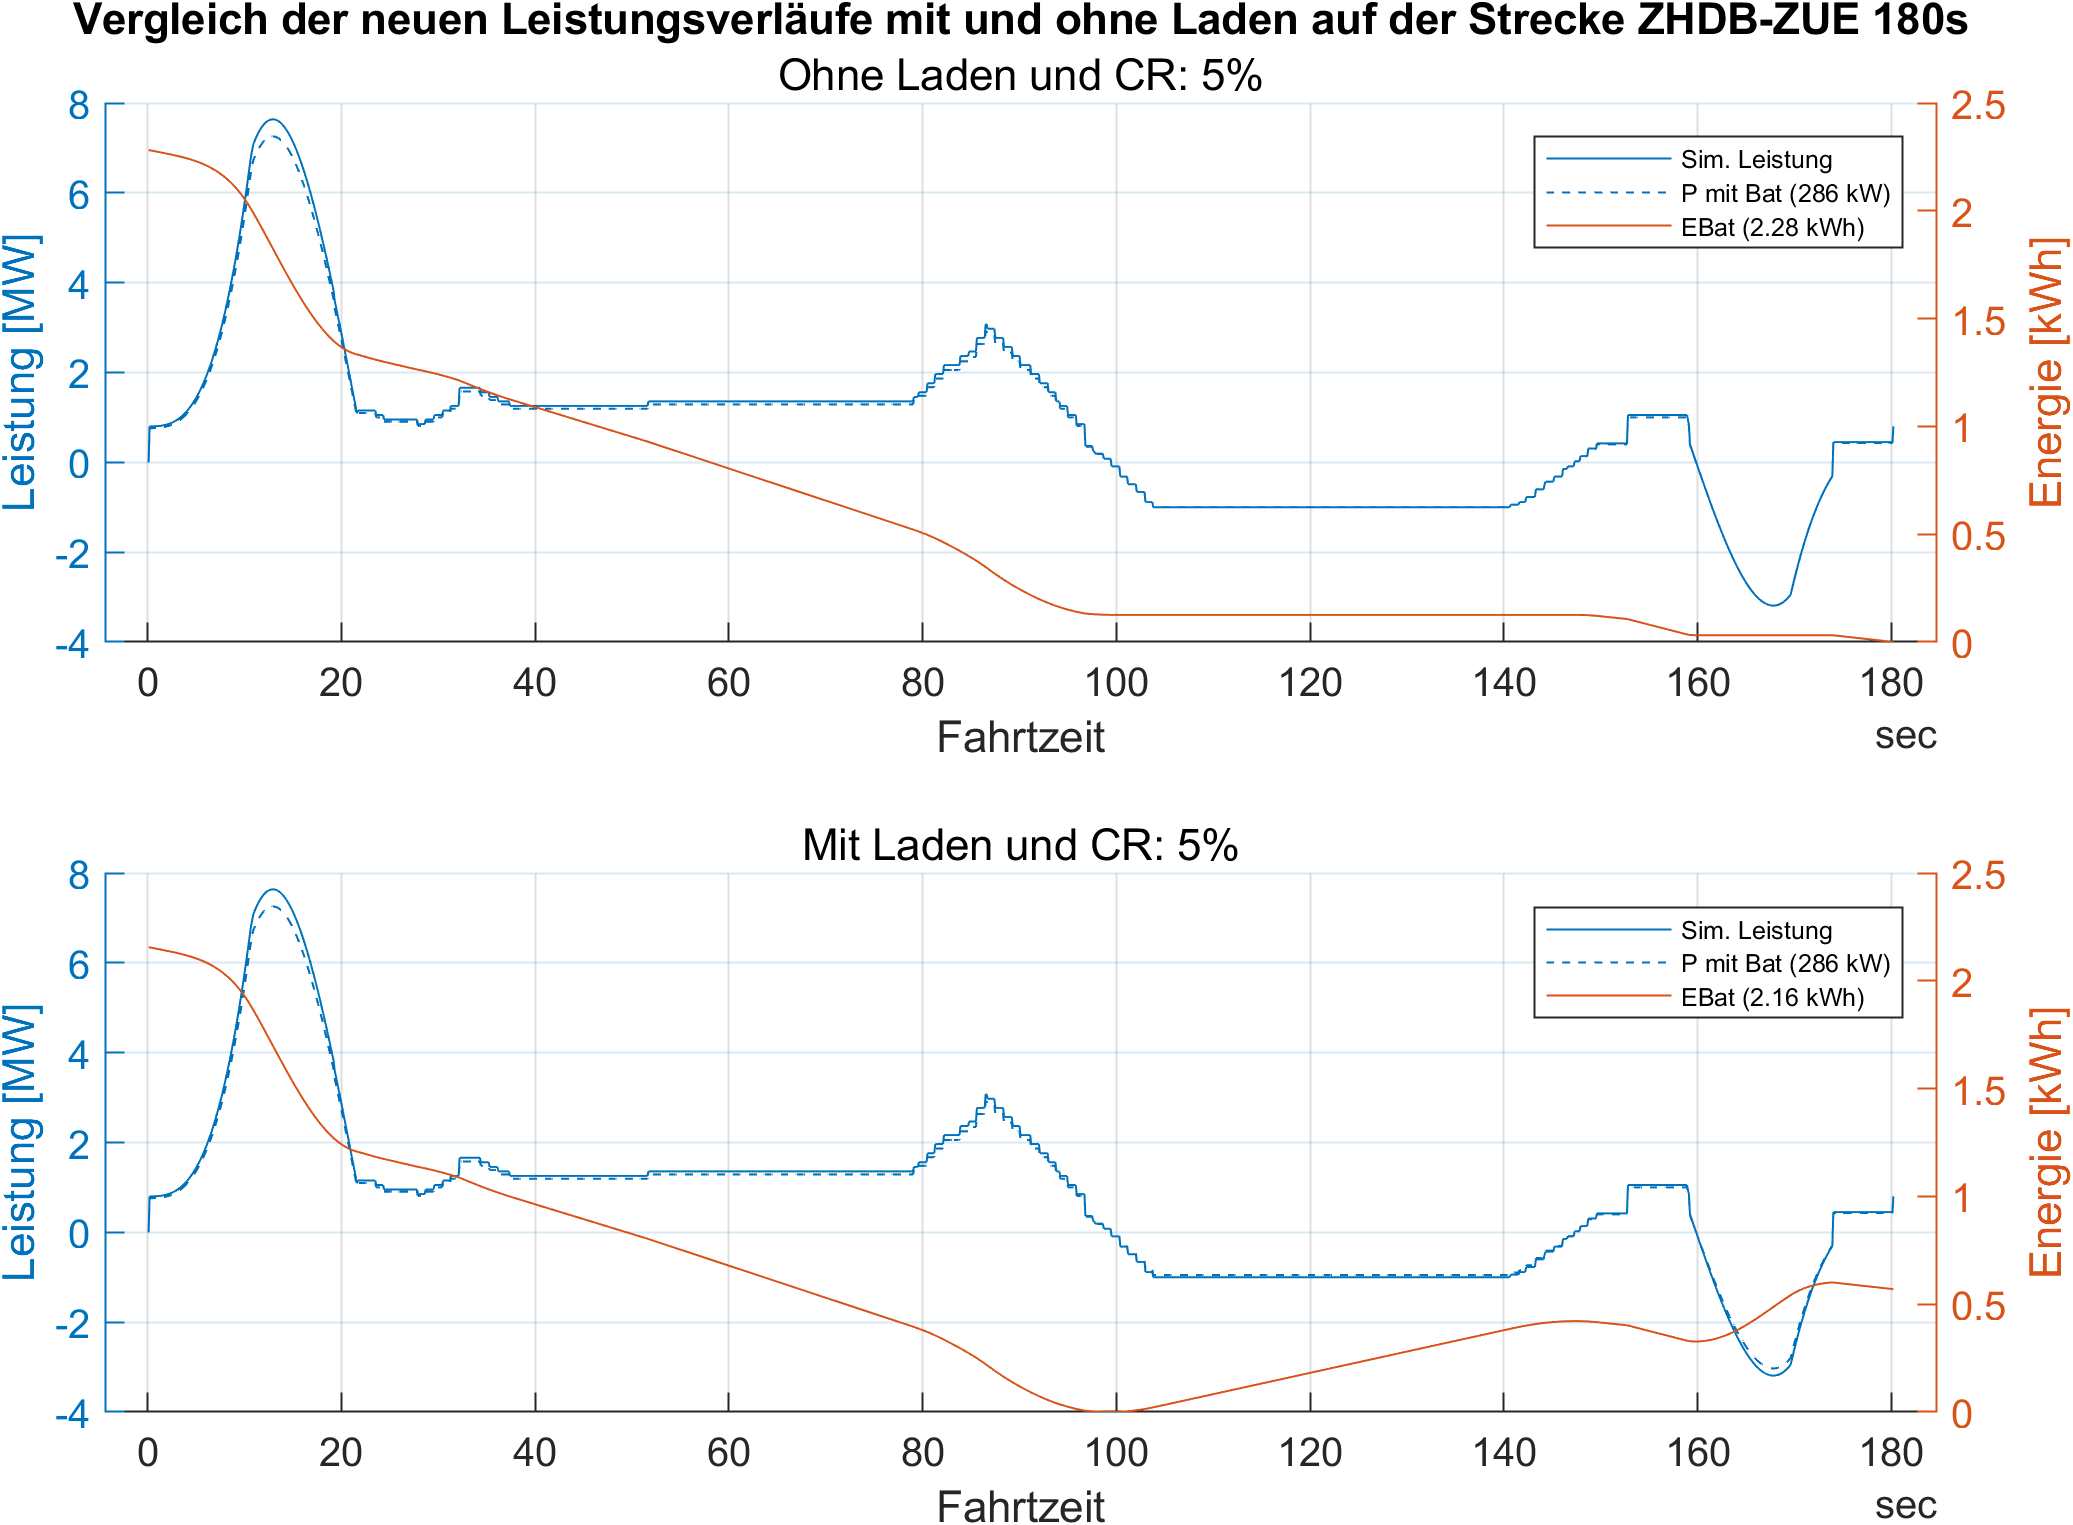 Vergleich der neuen Leistungsverläufe mit und ohne Laden auf der Strecke ZHDB-ZUE 180s
Ohne Laden und CR: 5%
8
6
4
2
0
-2
-4
Leistung [MW]
2.5
2
1.5
1
0.5
0
Energie [kWh]
Sim. Leistung
P mit Bat (286 kW)
EBat (2.28 kWh)
0 20 40 60 80 100 120 140 160 180
Fahrtzeit
sec
Mit Laden und CR: 5%
8
6
4
2
0
-2
-4
Leistung [MW]
2.5
2
1.5
1
0.5
0
Energie [kWh]
Sim. Leistung
P mit Bat (286 kW)
EBat (2.16 kWh)
0 20 40 60 80 100 120 140 160 180
Fahrtzeit
sec